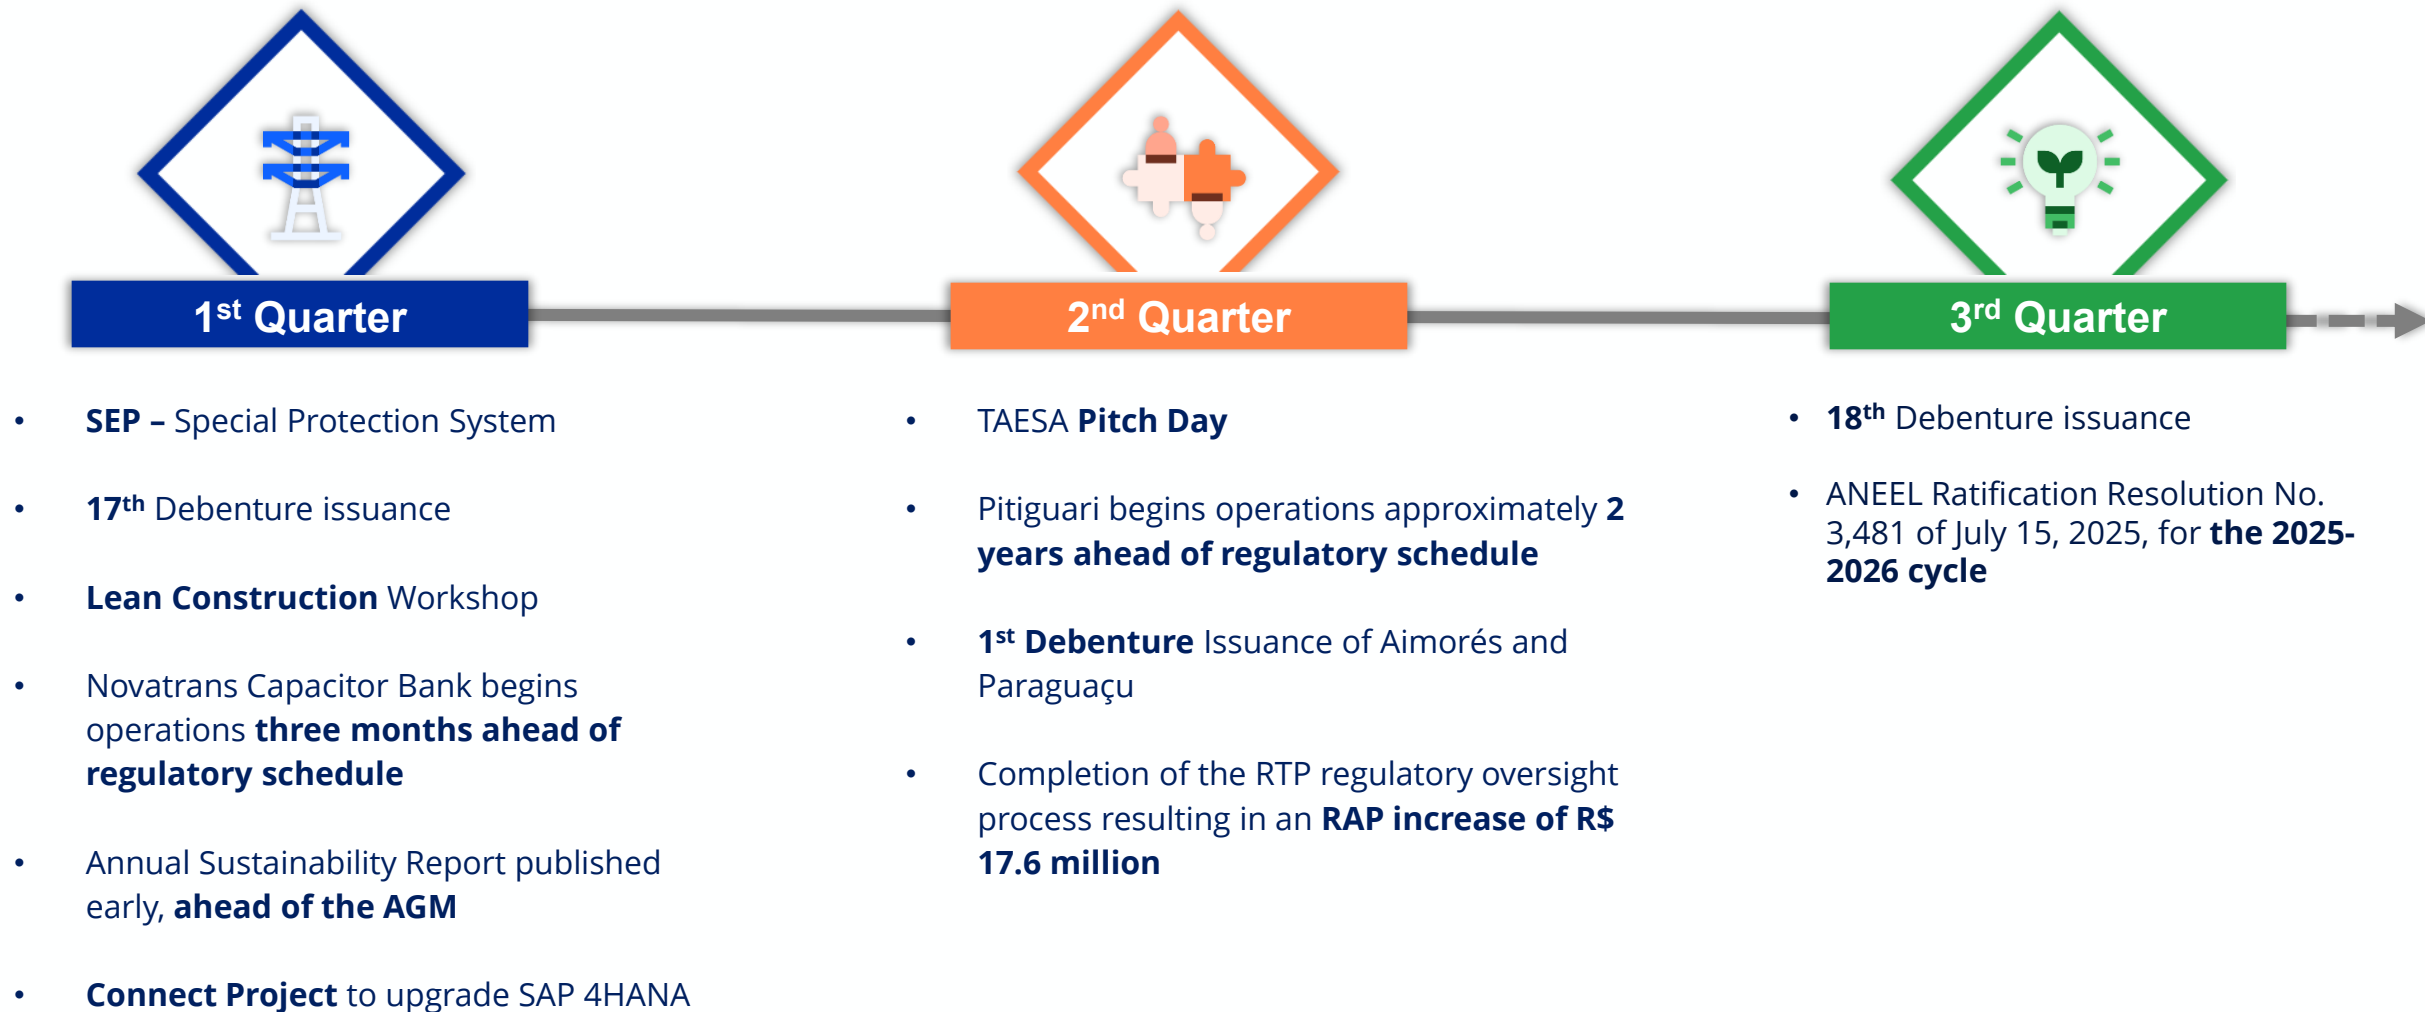 1st Quarter
• SEP – Special Protection System
• 17th Debenture issuance
• Lean Construction Workshop
• Novatrans Capacitor Bank begins
operations three months ahead of
regulatory schedule
• Annual Sustainability Report published
early, ahead of the AGM
• Connect Project to upgrade SAP 4HANA
2nd Quarter
• TAESA Pitch Day
• Pitiguari begins operations approximately 2
years ahead of regulatory schedule
• 1st Debenture Issuance of Aimorés and
Paraguaçu
• Completion of the RTP regulatory oversight
process resulting in an RAP increase of R$
17.6 million
3rd Quarter
• 18th Debenture issuance
• ANEEL Ratification Resolution No.
3,481 of July 15, 2025, for the 2025-
2026 cycle